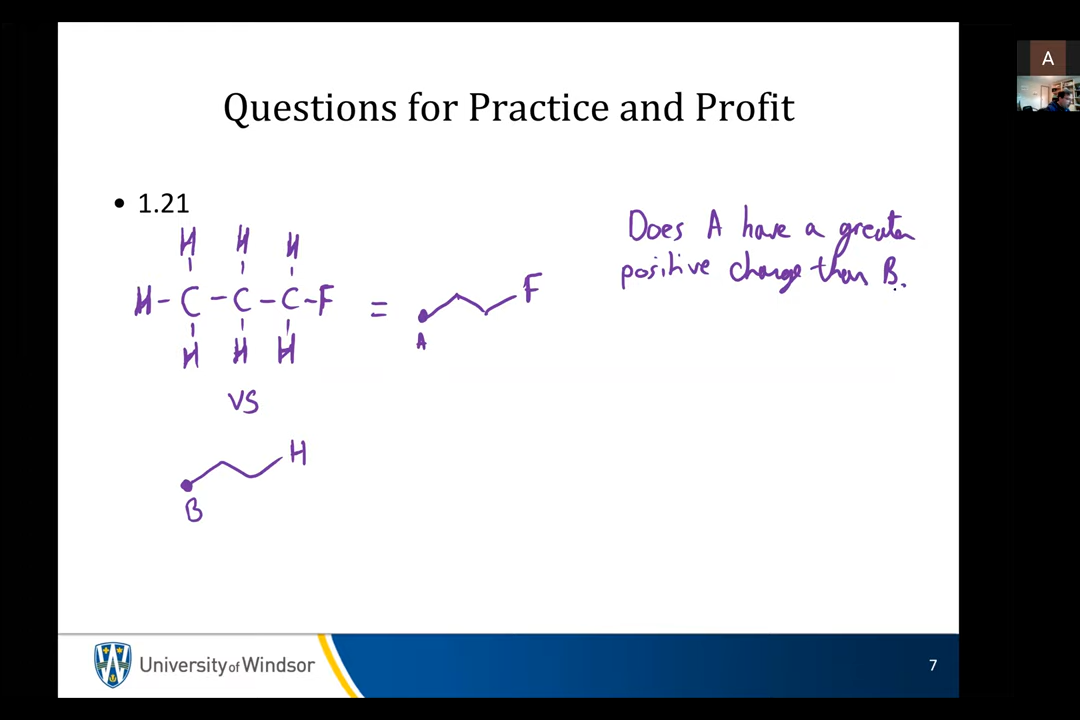 Questions for Practice and Profit
• 1.21
H H H
H-C-C-C-F = F
A
H H H
vs
H
B
Does A have a greater
positive charge than B.
University of Windsor
7
A